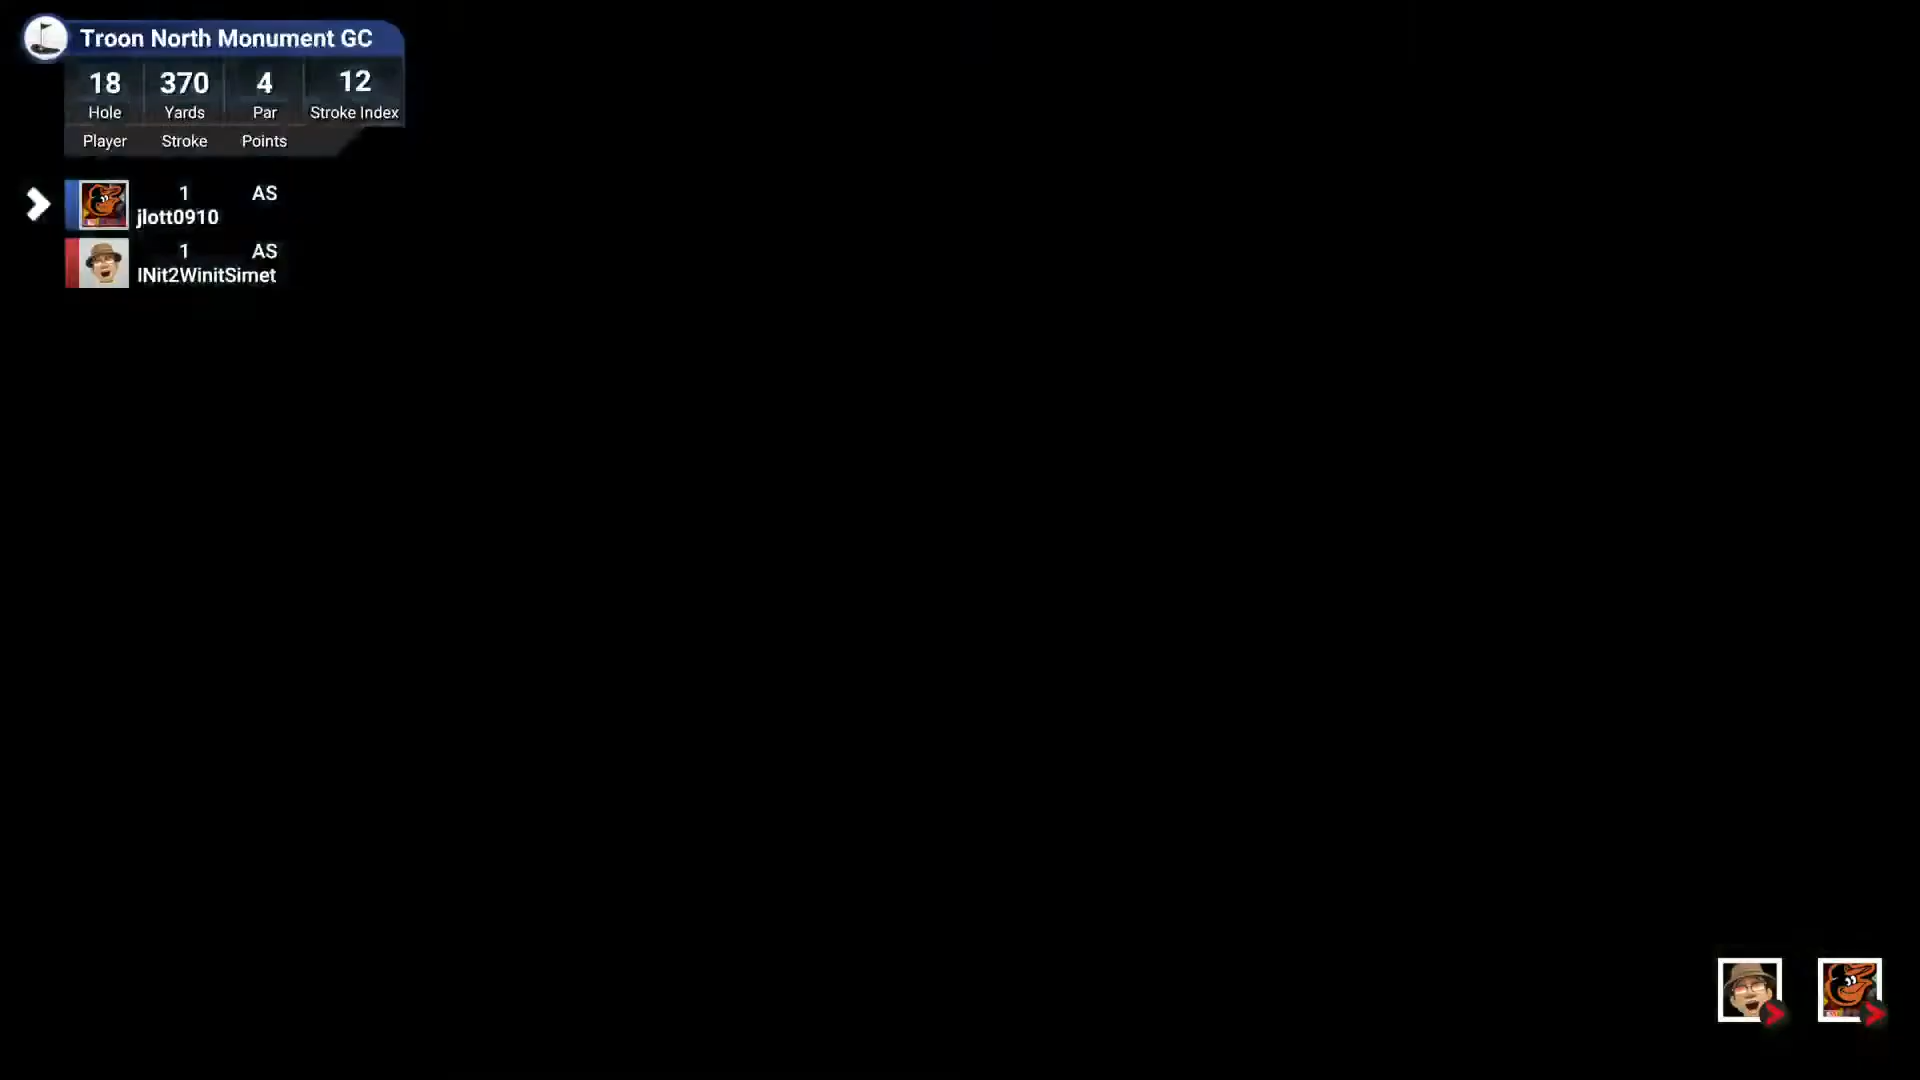 Troon North Monument GC
18 370 4 12
Hole Yards Par Stroke Index
Player Stroke Points
1 AS
jlott0910
1 AS
INit2WinitSimet